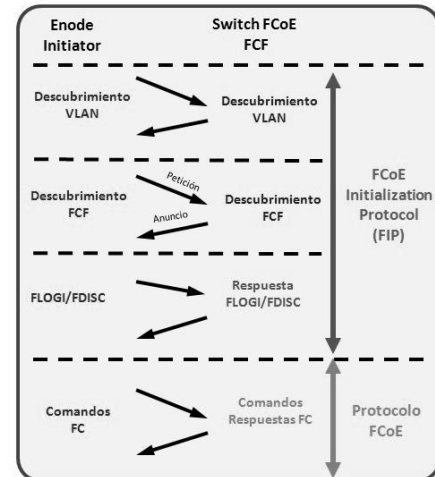 Enode
Initiator
Switch FCoE
FCF
Descubrimiento
VLAN
Descubrimiento
VLAN
Descubrimiento
FCF
Petición
Anuncio
Descubrimiento
FCF
FCoE
Initialization
Protocol
(FIP)
FLOGI/FDISC
Respuesta
FLOGI/FDISC
Comandos
FC
Comandos
Respuestas FC
Protocolo
FCoE